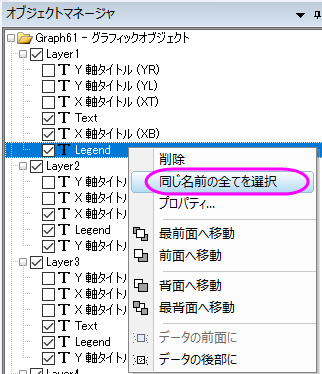 オブジェクトマネージャ
Graph61 - グラフィックオブジェクト
Layer1
Y 軸タイトル (YR)
Y 軸タイトル (YL)
X 軸タイトル (XT)
Text
X 軸タイトル (XB)
Legend
Layer2
Y 軸タイトル
X 軸タイトル
X 軸タイトル
Legend
Y 軸タイトル
Layer3
Y 軸タイトル
X 軸タイトル
X 軸タイトル
Text
Legend
Y 軸タイトル
Layer4
削除
同じ名前の全てを選択
プロパティ...
最前面へ移動
前面へ移動
背面へ移動
最背面へ移動
データの前面に
データの後部に